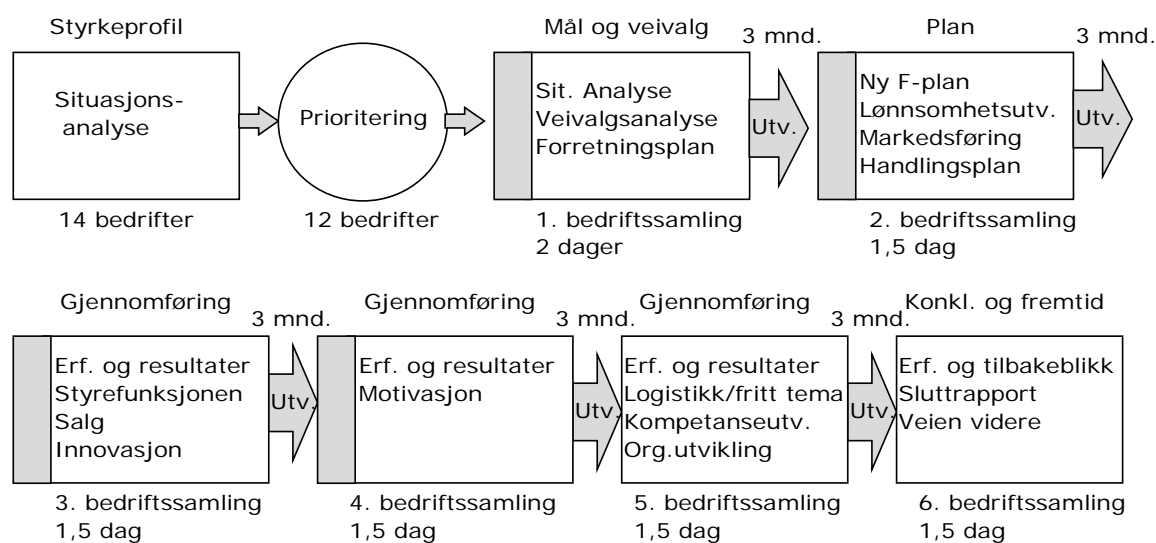 Styrkeprofil
Situasjons-
analyse
14 bedrifter
Prioritering
12 bedrifter
Mål og veivalg
3 mnd.
Sit. Analyse
Veivalgsanalyse
Forretningsplan
Utv.
1. bedriftssamling
2 dager
Plan
3 mnd.
Ny F-plan
Lønnsomhetsutv.
Markedsføring
Handlingsplan
Utv.
2. bedriftssamling
1,5 dag
Gjennomføring
3 mnd.
Erf. og resultater
Styrefunksjonen
Salg
Innovasjon
Utv.
3. bedriftssamling
1,5 dag
Gjennomføring
3 mnd.
Erf. og resultater
Motivasjon
Utv.
4. bedriftssamling
1,5 dag
Gjennomføring
3 mnd.
Erf. og resultater
Logistikk/fritt tema
Kompetanseutv.
Org.utvikling
Utv.
5. bedriftssamling
1,5 dag
Konkl. og fremtid
Erf. og tilbakeblikk
Sluttrapport
Veien videre
6. bedriftssamling
1,5 dag